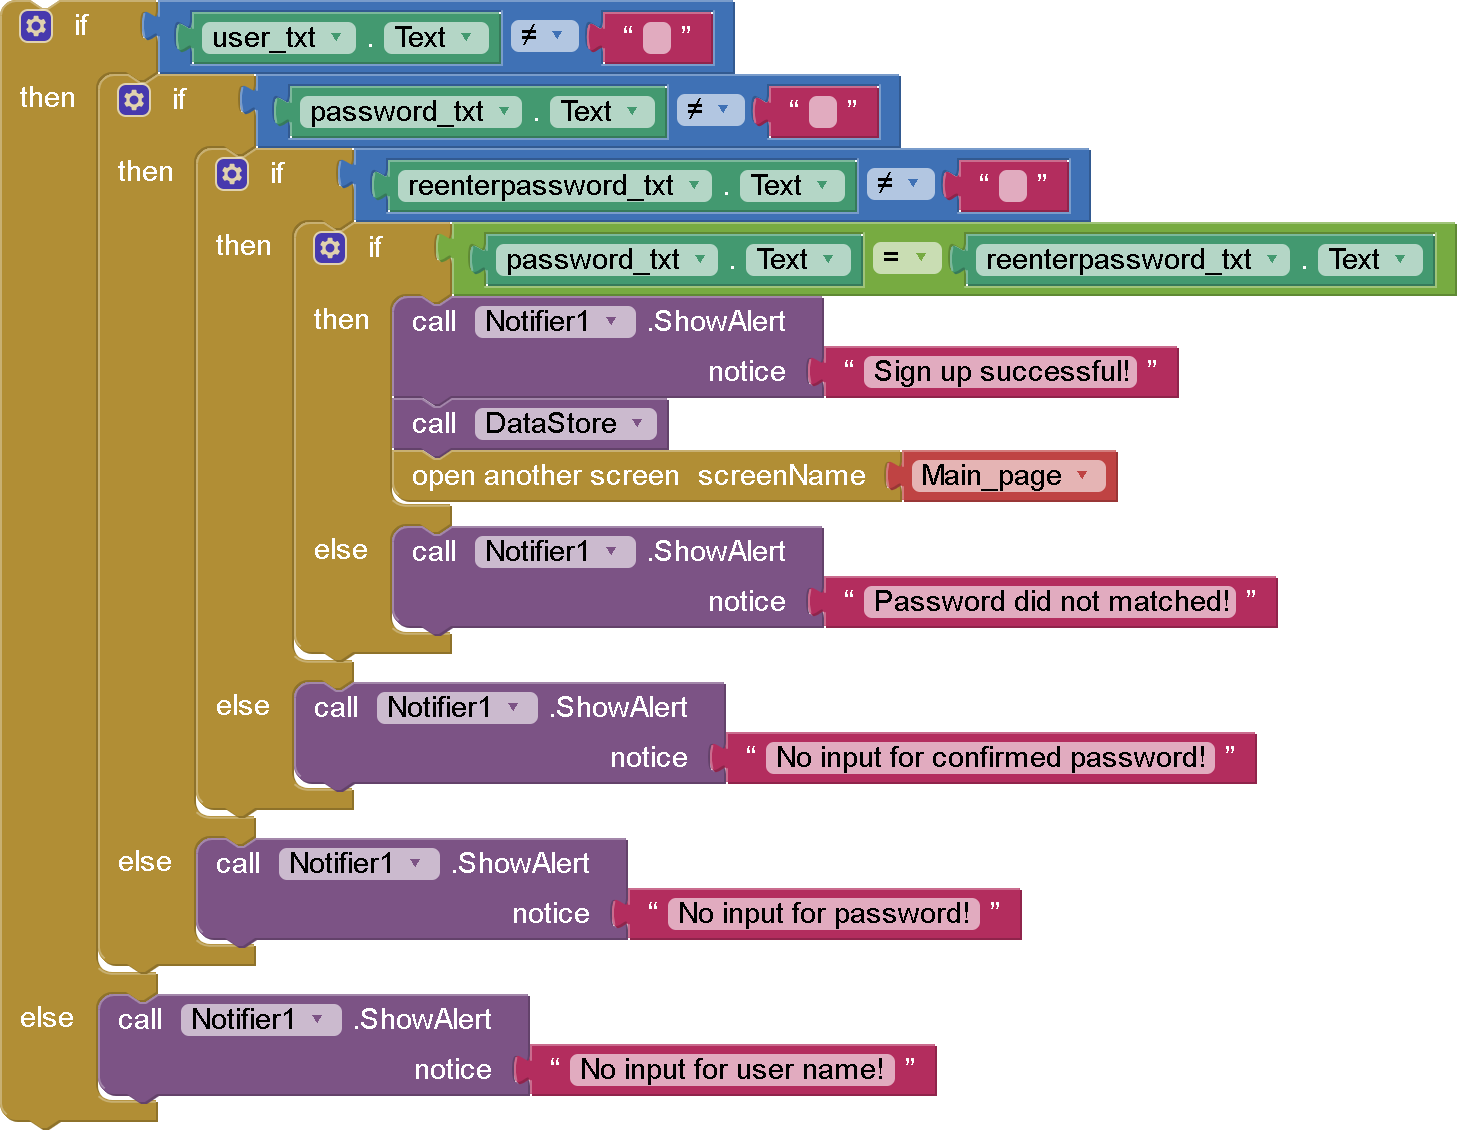 if user_txt . Text ≠ “ ”
then if password_txt . Text ≠ “ ”
then if reenterpassword_txt . Text ≠ “ ”
then if password_txt . Text = reenterpassword_txt . Text
then call Notifier1 .ShowAlert
notice “ Sign up successful! ”
call DataStore
open another screen screenName Main_page
else call Notifier1 .ShowAlert
notice “ Password did not matched! ”
else call Notifier1 .ShowAlert
notice “ No input for confirmed password! ”
else call Notifier1 .ShowAlert
notice “ No input for password! ”
else call Notifier1 .ShowAlert
notice “ No input for user name! ”